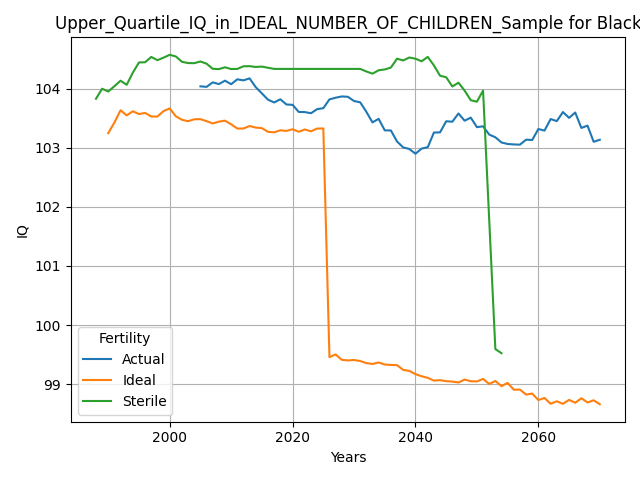 Upper_Quartile_IQ_in_IDEAL_NUMBER_OF_CHILDREN_Sample for Black
104
103
102
101
100
99
IQ
Fertility
Actual
Ideal
Sterile
2000
2020
2040
2060
Years